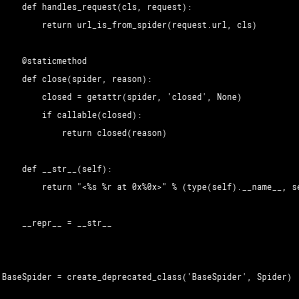 def handles_request(cls, request):
return url_is_from_spider(request.url, cls)
@staticmethod
def close(spider, reason):
closed = getattr(spider, 'closed', None)
if callable(closed):
return closed(reason)
def __str__(self):
return "<%s %r at 0x%0x>" % (type(self).__name__, se
__repr__ = __str__
BaseSpider = create_deprecated_class('BaseSpider', Spider)